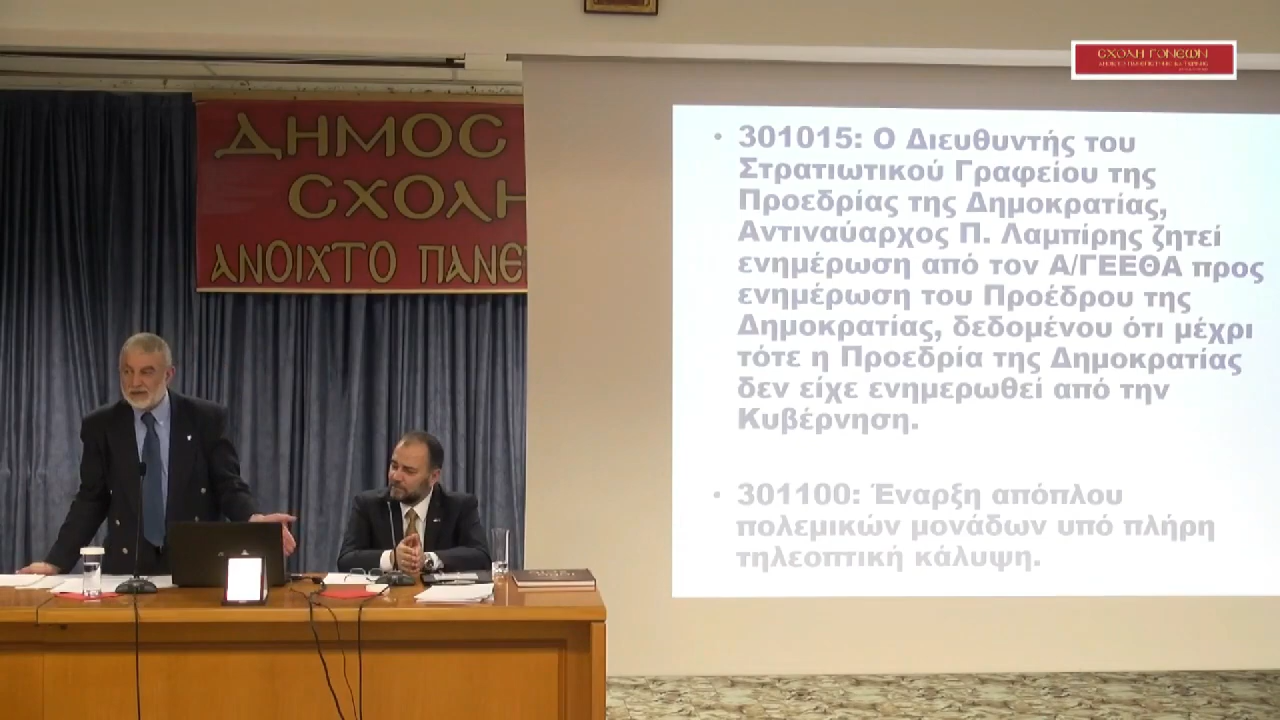 ΣΧΟΛΗ ΓΟΝΕΩΝ
ΔΗΜΟΣ
ΣΧΟΛΗ
ΑΝΟΙΧΤΟ ΠΑΝΕ
• 301015: Ο Διευθυντής του
Στρατιωτικού Γραφείου της
Προεδρίας της Δημοκρατίας,
Αντιναύαρχος Π. Λαμπίρης ζητεί
ενημέρωση από τον Α/ΓΕΕΘΑ προς
ενημέρωση του Προέδρου της
Δημοκρατίας, δεδομένου ότι μέχρι
τότε η Προεδρία της Δημοκρατίας
δεν είχε ενημερωθεί από την
Κυβέρνηση.
• 301100: Έναρξη απόπλου
πολεμικών μονάδων υπό πλήρη
τηλεοπτική κάλυψη.